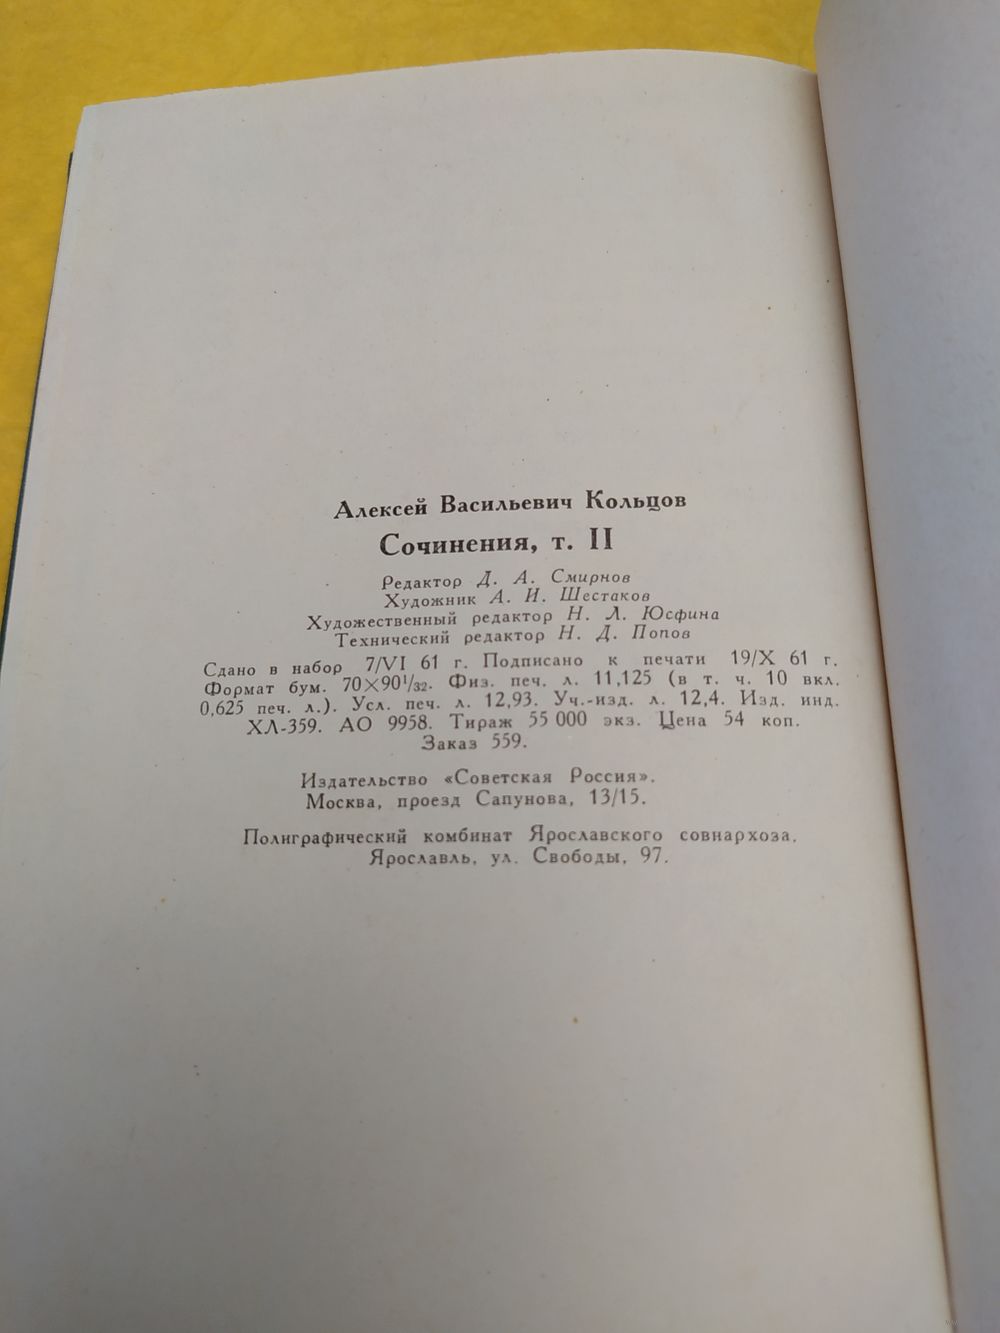 Алексей Васильевич Кольцов
Сочинения, т. II
Редактор Д. А. Смирнов
Художник А. И. Шестаков
Художественный редактор Н. Л. Юсфина
Технический редактор Н. Д. Попов
Сдано в набор 7/VI 61 г. Подписано к печати 19/X 61 г.
Формат бум. 70×90¹/₃₂. Физ. печ. л. 11,125 (в т. ч. 10 вкл.
0,625 печ. л.). Усл. печ. л. 12,93. Уч.-изд. л. 12,4. Изд. инд.
ХЛ-359. АО 9958. Тираж 55 000 экз. Цена 54 коп.
Заказ 559.
Издательство «Советская Россия».
Москва, проезд Сапунова, 13/15.
Полиграфический комбинат Ярославского совнархоза.
Ярославль, ул. Свободы, 97.